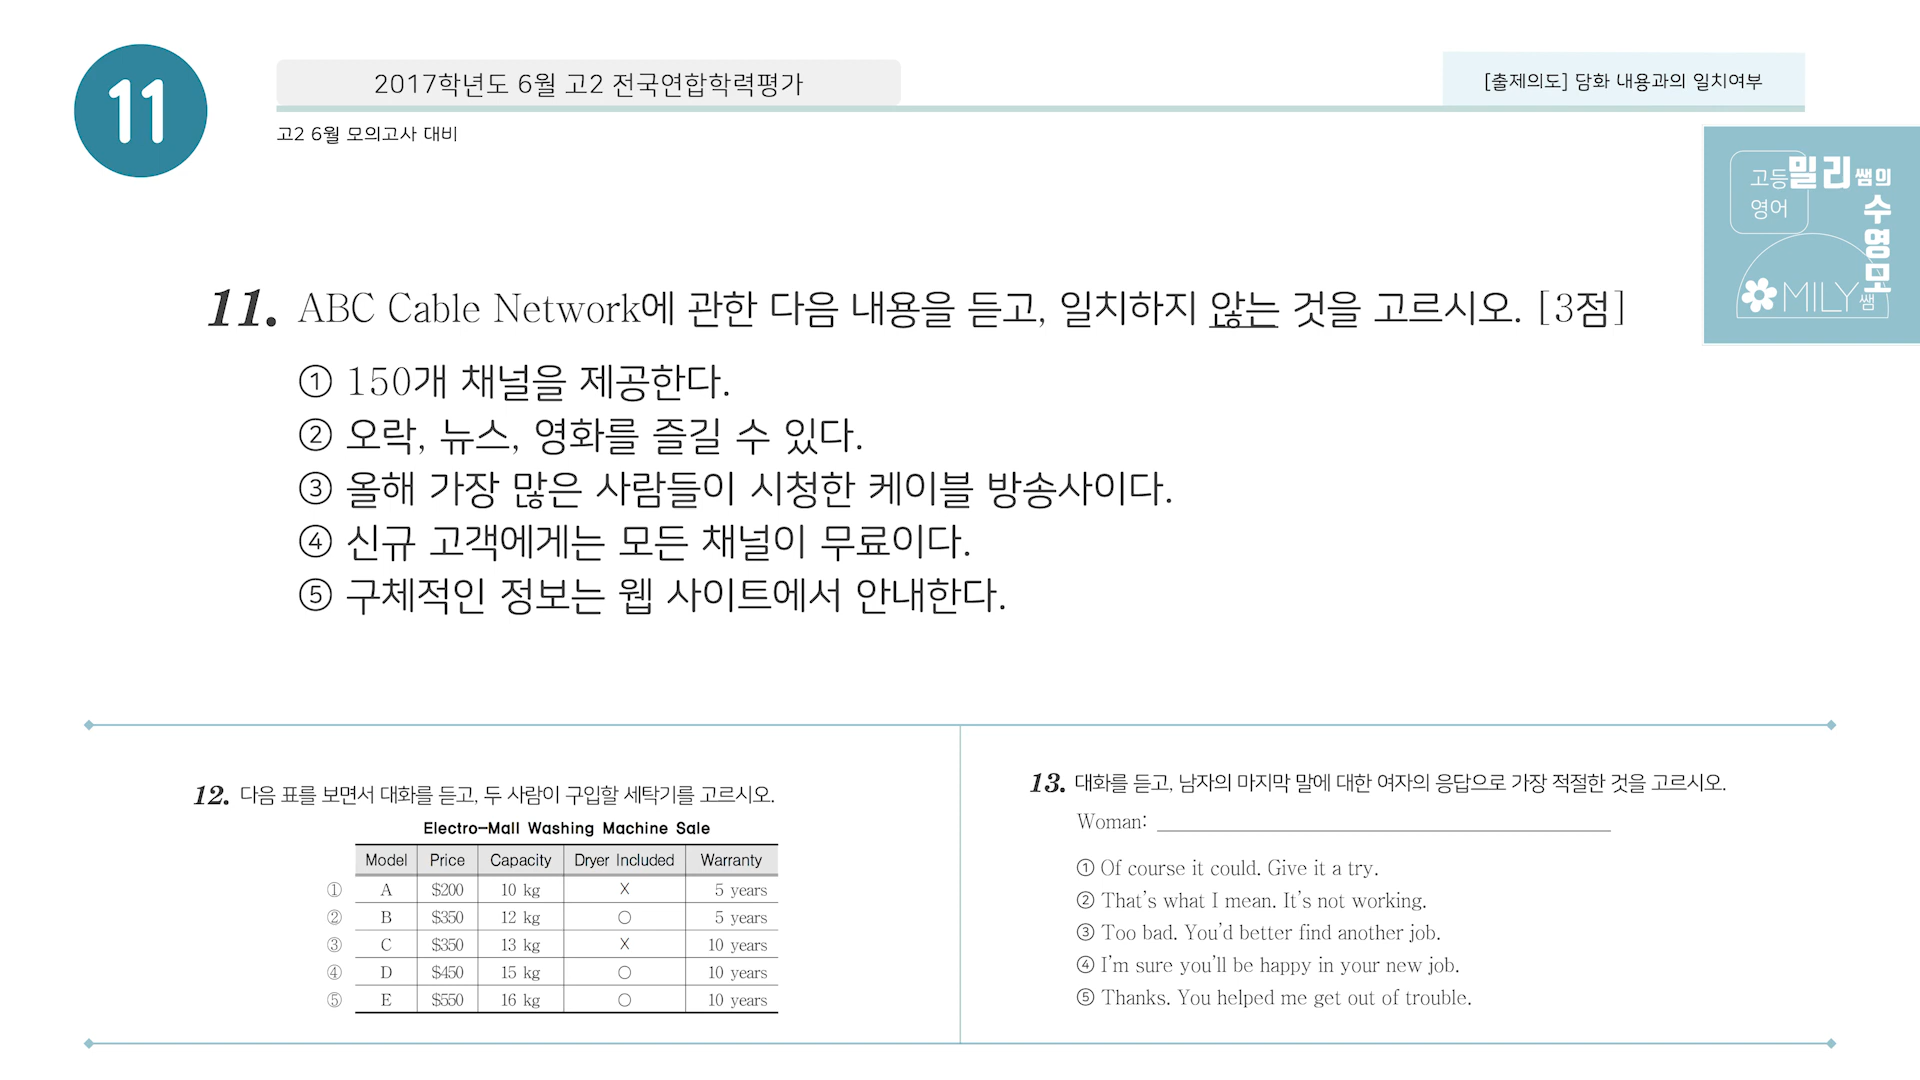 11
2017학년도 6월 고2 전국연합학력평가
[출제의도] 담화 내용과의 일치여부
고2 6월 모의고사 대비
고등 영어 밀리쌤의 수영모
MILY쌤
11. ABC Cable Network에 관한 다음 내용을 듣고, 일치하지 않는 것을 고르시오. [3점]
① 150개 채널을 제공한다.
② 오락, 뉴스, 영화를 즐길 수 있다.
③ 올해 가장 많은 사람들이 시청한 케이블 방송사이다.
④ 신규 고객에게는 모든 채널이 무료이다.
⑤ 구체적인 정보는 웹 사이트에서 안내한다.
12. 다음 표를 보면서 대화를 듣고, 두 사람이 구입할 세탁기를 고르시오.
Electro-Mall Washing Machine Sale
Model Price Capacity Dryer Included Warranty
① A $200 10 kg X 5 years
② B $350 12 kg ○ 5 years
③ C $350 13 kg X 10 years
④ D $450 15 kg ○ 10 years
⑤ E $550 16 kg ○ 10 years
13. 대화를 듣고, 남자의 마지막 말에 대한 여자의 응답으로 가장 적절한 것을 고르시오.
Woman:
① Of course it could. Give it a try.
② That's what I mean. It's not working.
③ Too bad. You'd better find another job.
④ I'm sure you'll be happy in your new job.
⑤ Thanks. You helped me get out of trouble.